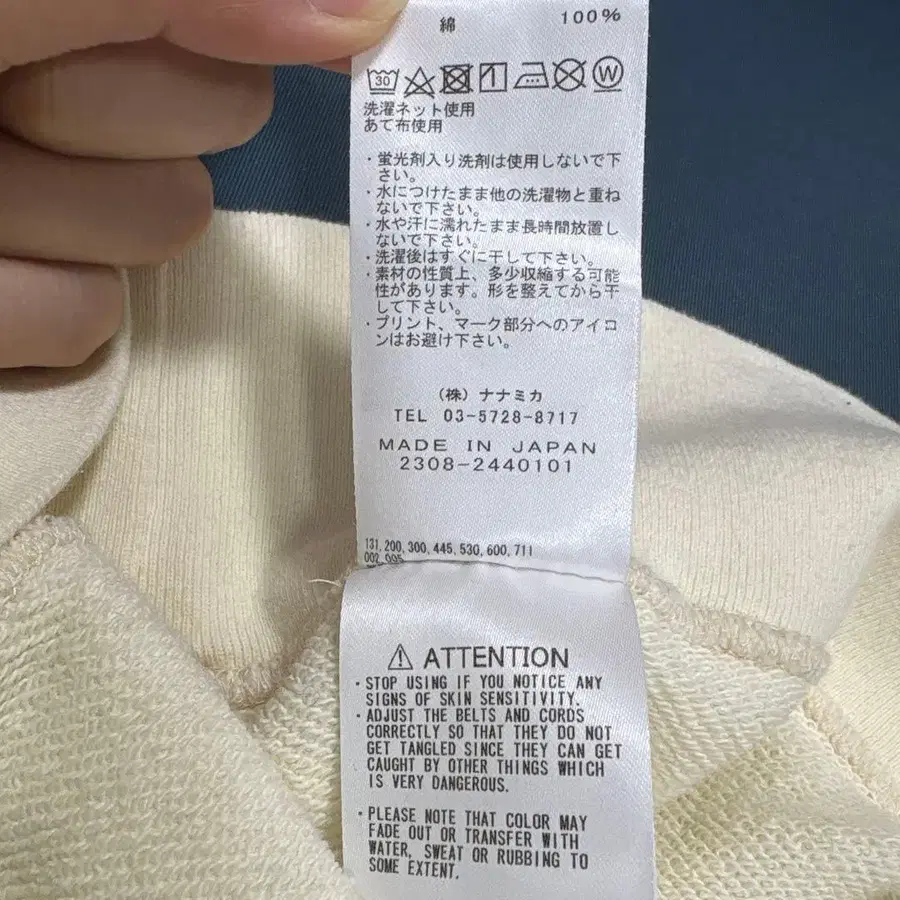 綿 100%
30 W
洗濯ネット使用
あて布使用
・蛍光剤入り洗剤は使用しないで下
さい。
・水につけたまま他の洗濯物と重ね
ないで下さい。
・水や汗に濡れたまま長時間放置し
ないで下さい。
・洗濯後はすぐに干して下さい。
・素材の性質上、多少収縮する可能
性があります。形を整えてから干
して下さい。
・プリント、マーク部分へのアイロ
ンはお避け下さい。
(株) ナナミカ
TEL 03-5728-8717
MADE IN JAPAN
2308-2440101
131, 200, 300, 445, 530, 600, 711
002, 095
⚠ ATTENTION
・STOP USING IF YOU NOTICE ANY
SIGNS OF SKIN SENSITIVITY.
・ADJUST THE BELTS AND CORDS
CORRECTLY SO THAT THEY DO NOT
GET TANGLED SINCE THEY CAN GET
CAUGHT BY OTHER THINGS WHICH
IS VERY DANGEROUS.
・PLEASE NOTE THAT COLOR MAY
FADE OUT OR TRANSFER WITH
WATER, SWEAT OR RUBBING TO
SOME EXTENT.